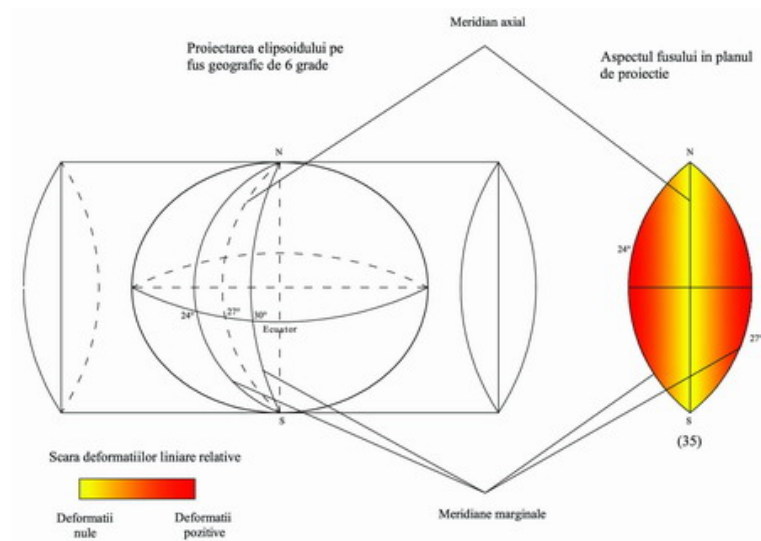 Meridian axial
Proiectarea elipsoidului pe
fus geografic de 6 grade
Aspectul fusului in planul
de proiectie
N
N
24°
24°
27°
30°
Ecuator
27°
S
S
(35)
Scara deformatiilor liniare relative
Deformatii
nule
Deformatii
pozitive
Meridiane marginale